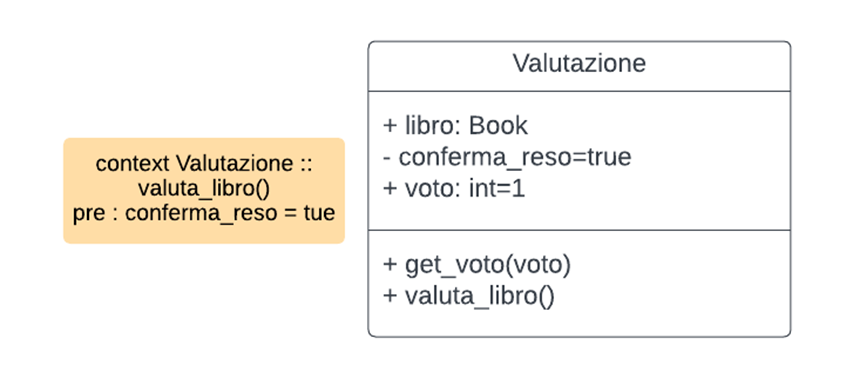 context Valutazione ::
valuta_libro()
pre : conferma_reso = tue
Valutazione
+ libro: Book
- conferma_reso=true
+ voto: int=1
+ get_voto(voto)
+ valuta_libro()